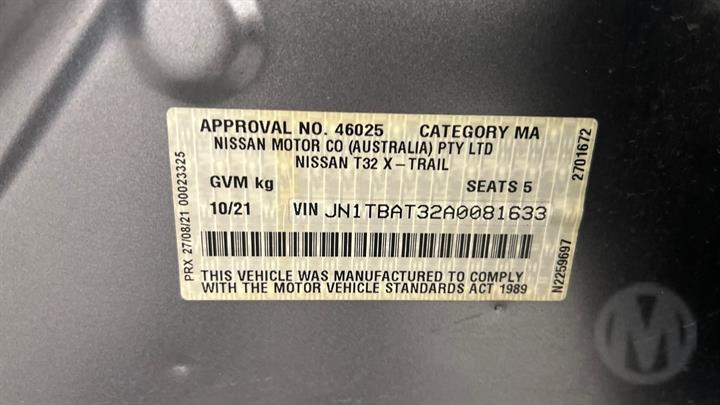 APPROVAL NO. 46025 CATEGORY MA
NISSAN MOTOR CO (AUSTRALIA) PTY LTD
NISSAN T32 X-TRAIL
GVM kg SEATS 5
10/21 VIN JN1TBAT32A0081633
THIS VEHICLE WAS MANUFACTURED TO COMPLY
WITH THE MOTOR VEHICLE STANDARDS ACT 1989
PRX 27/08/21 00023325
2701672
N2259697
M